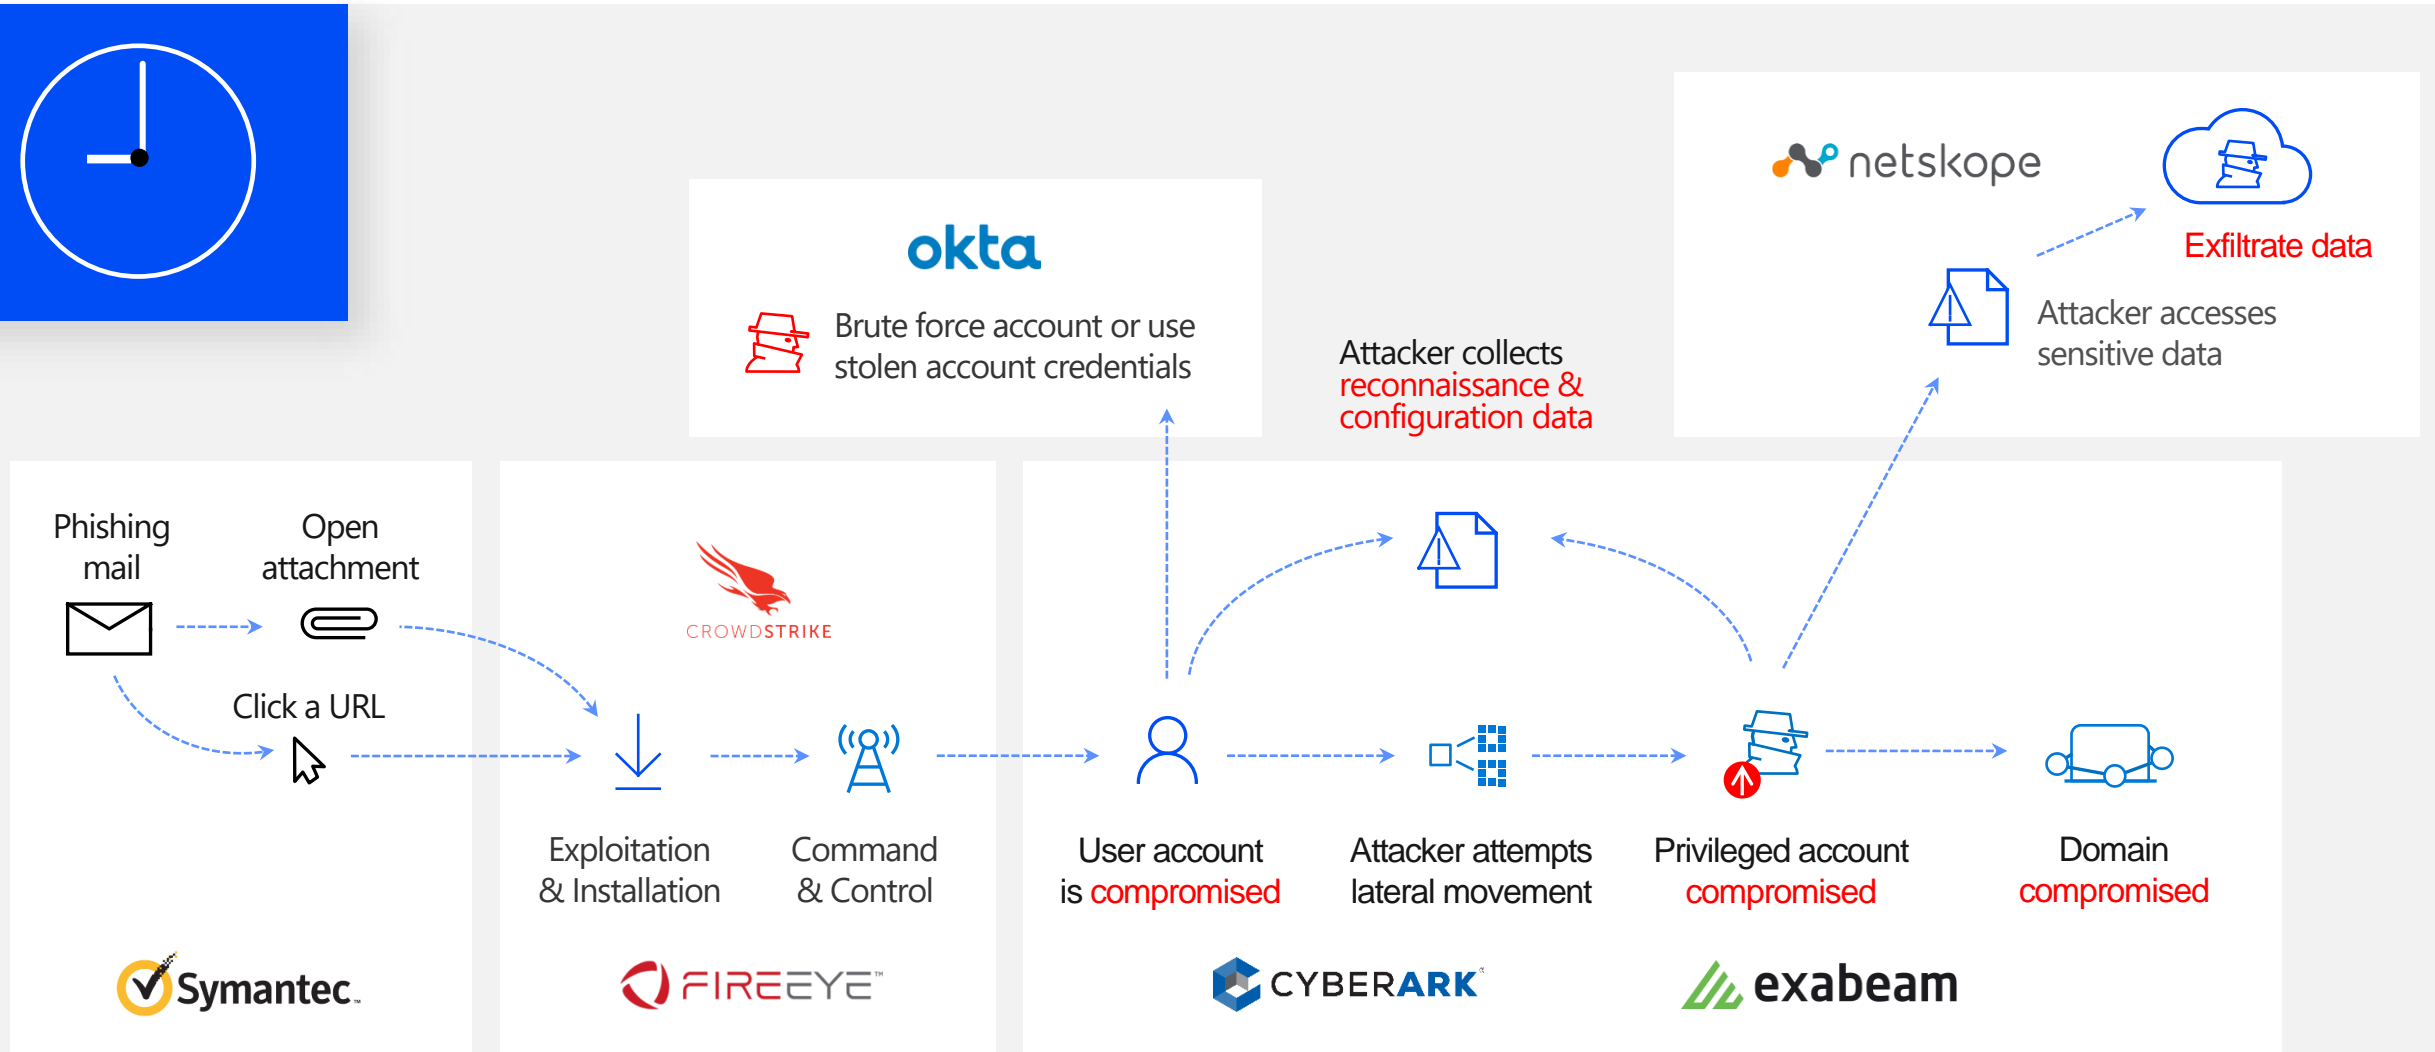 netskope
Exfiltrate data
Attacker accesses
sensitive data
okta
Brute force account or use
stolen account credentials
Attacker collects
reconnaissance &
configuration data
Phishing
mail
Open
attachment
Click a URL
Symantec™
CROWDSTRIKE
Exploitation
& Installation
Command
& Control
FIREEYE™
User account
is compromised
Attacker attempts
lateral movement
Privileged account
compromised
Domain
compromised
CYBERARK
exabeam